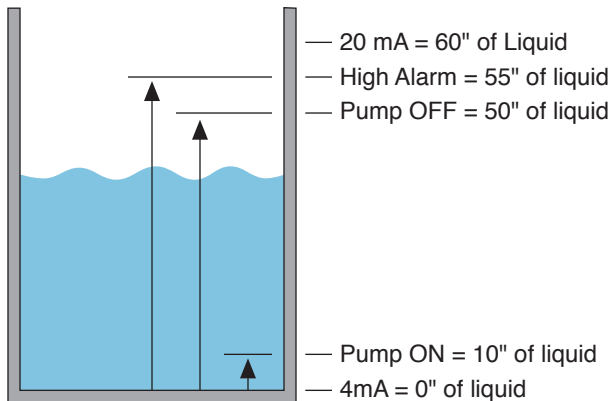 20 mA = 60" of Liquid
High Alarm = 55" of liquid
Pump OFF = 50" of liquid
Pump ON = 10" of liquid
4mA = 0" of liquid